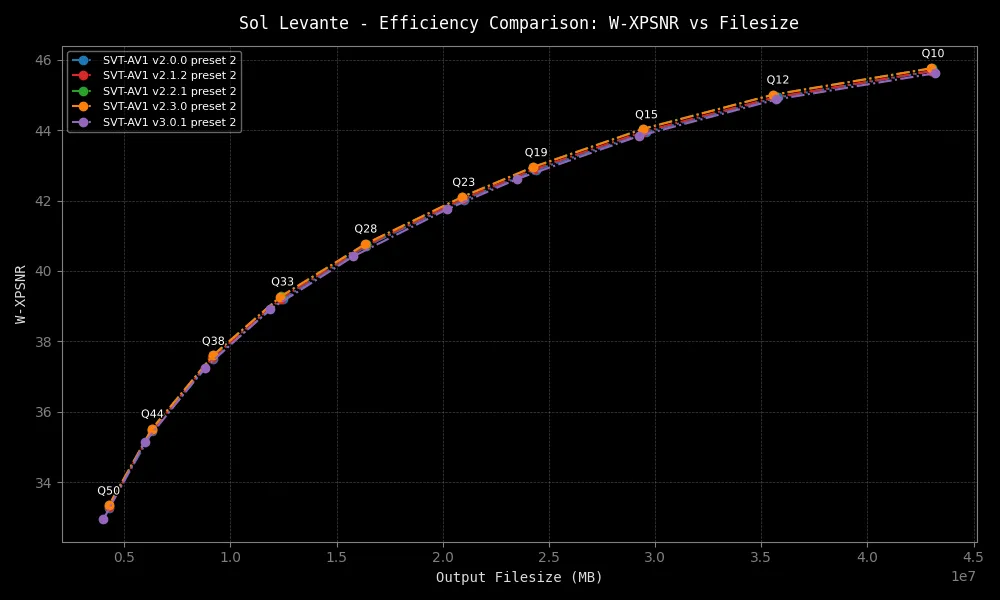 Sol Levante - Efficiency Comparison: W-XPSNR vs Filesize
SVT-AV1 v2.0.0 preset 2
SVT-AV1 v2.1.2 preset 2
SVT-AV1 v2.2.1 preset 2
SVT-AV1 v2.3.0 preset 2
SVT-AV1 v3.0.1 preset 2
Q10
Q12
Q15
Q19
Q23
Q28
Q33
Q38
Q44
Q50
46
44
42
40
38
36
34
W-XPSNR
0.5 1.0 1.5 2.0 2.5 3.0 3.5 4.0 4.5
1e7
Output Filesize (MB)